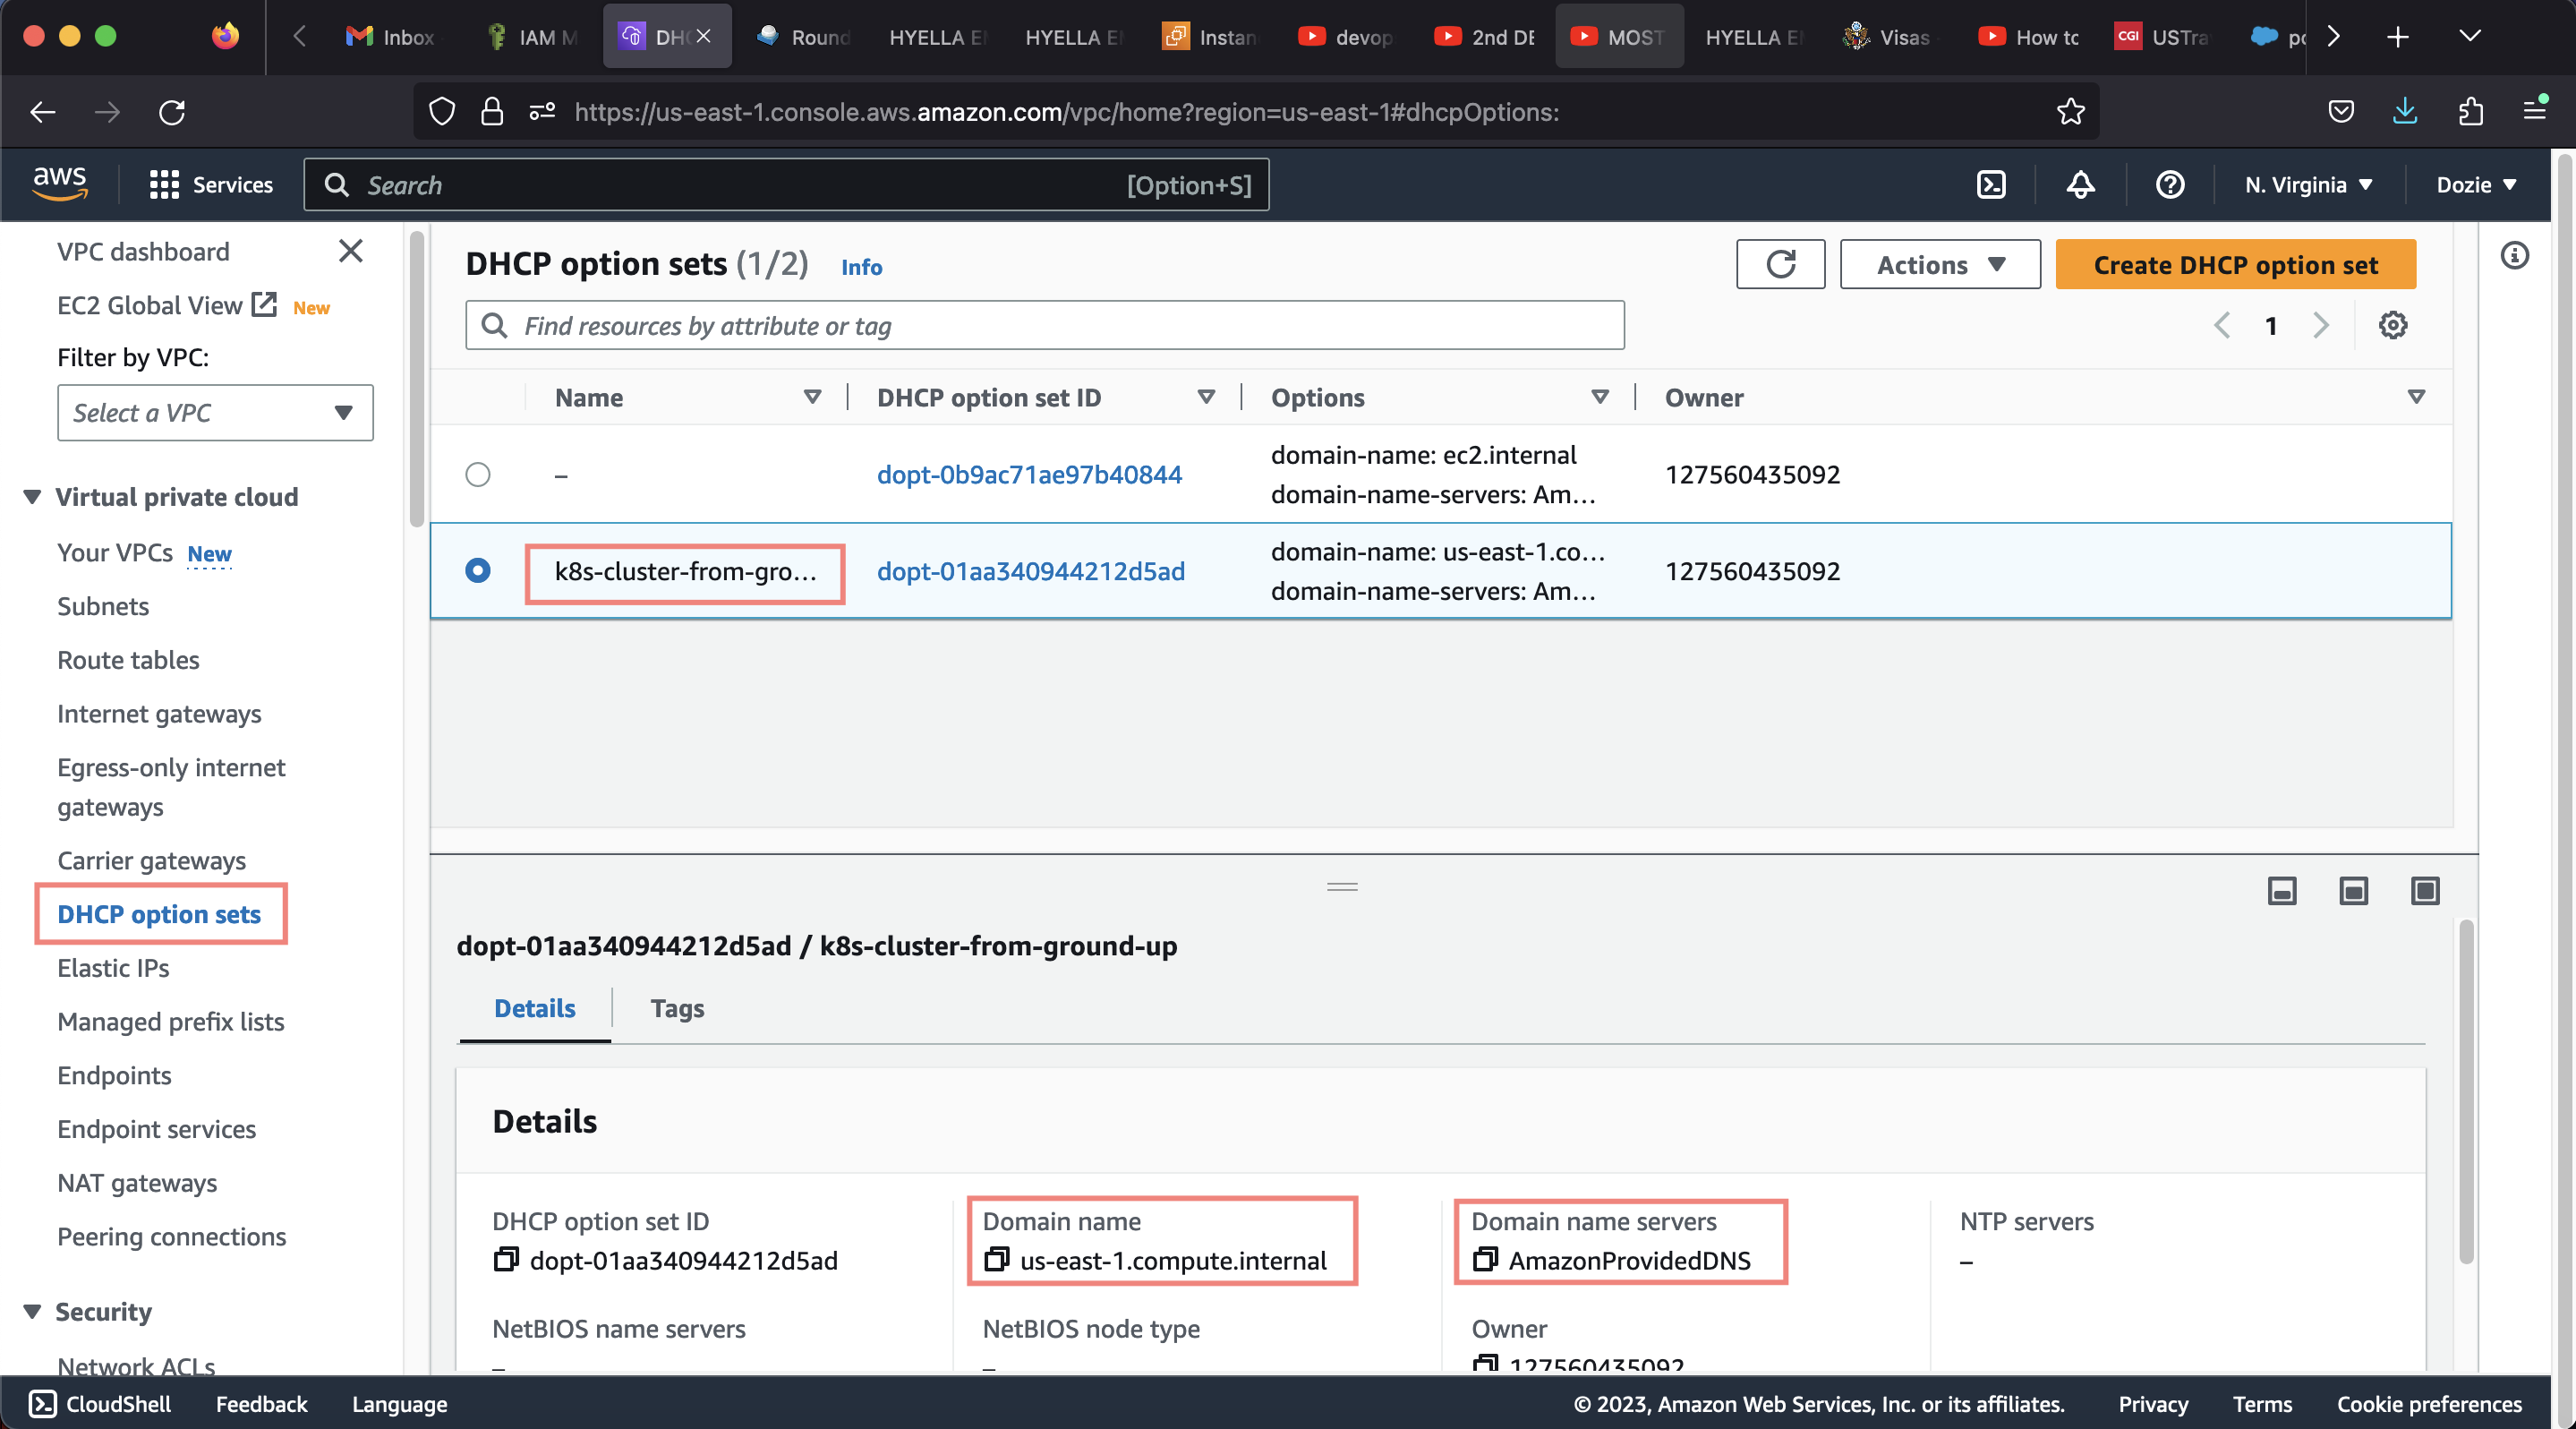 Inbox
IAM M
DHC
Round
HYELLA E
HYELLA E
Instan
devop
2nd DE
MOST
HYELLA E
Visas
How to
CGI
USTra
po
https://us-east-1.console.aws.amazon.com/vpc/home?region=us-east-1#dhcpOptions:
aws
Services
Search
[Option+S]
N. Virginia
Dozie
VPC dashboard
EC2 Global View New
Filter by VPC:
Select a VPC
Virtual private cloud
Your VPCs New
Subnets
Route tables
Internet gateways
Egress-only internet
gateways
Carrier gateways
DHCP option sets
Elastic IPs
Managed prefix lists
Endpoints
Endpoint services
NAT gateways
Peering connections
Security
Network ACLs
DHCP option sets (1/2) Info
Actions
Create DHCP option set
Find resources by attribute or tag
1
Name
DHCP option set ID
Options
Owner
–
dopt-0b9ac71ae97b40844
domain-name: ec2.internal
domain-name-servers: Am...
127560435092
k8s-cluster-from-gro...
dopt-01aa340944212d5ad
domain-name: us-east-1.co...
domain-name-servers: Am...
127560435092
dopt-01aa340944212d5ad / k8s-cluster-from-ground-up
Details
Tags
Details
DHCP option set ID
dopt-01aa340944212d5ad
Domain name
us-east-1.compute.internal
Domain name servers
AmazonProvidedDNS
NTP servers
–
NetBIOS name servers
–
NetBIOS node type
–
Owner
127560435092
CloudShell
Feedback
Language
© 2023, Amazon Web Services, Inc. or its affiliates.
Privacy
Terms
Cookie preferences